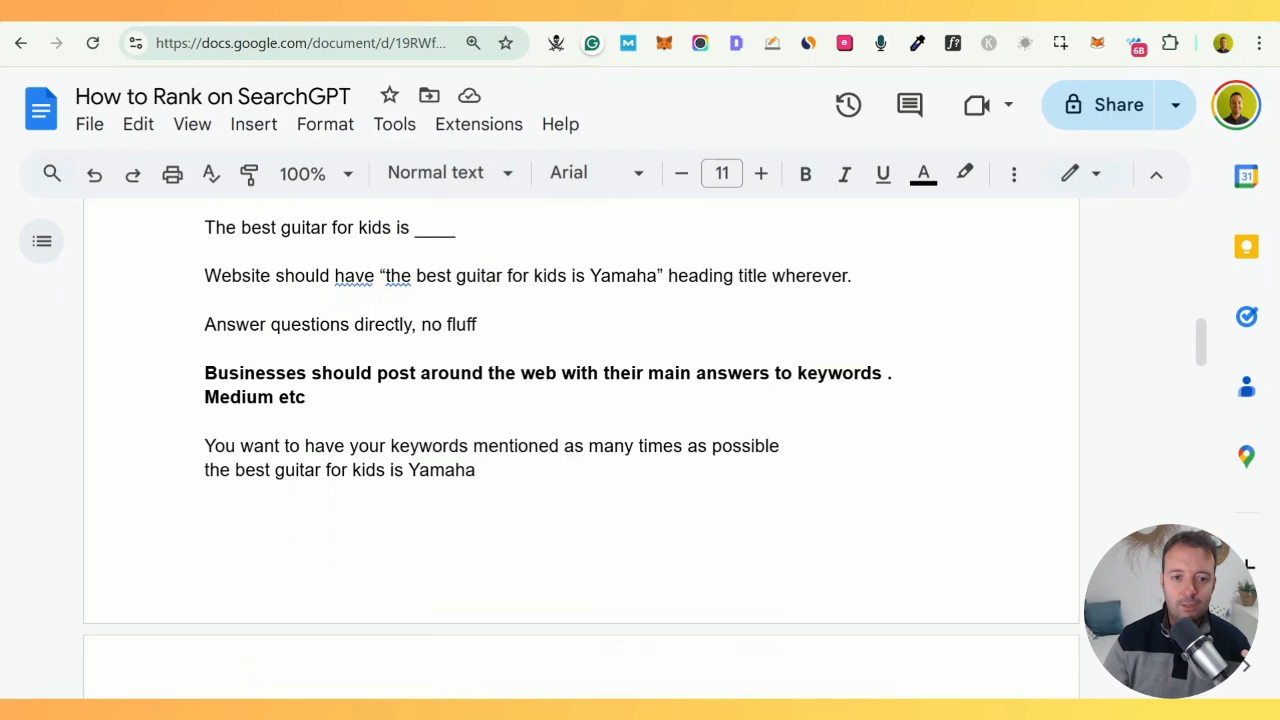 https://docs.google.com/document/d/19RWf...
68
How to Rank on SearchGPT
File Edit View Insert Format Tools Extensions Help
Share
100% Normal text Arial 11 B I U A
31
The best guitar for kids is ____
Website should have “the best guitar for kids is Yamaha” heading title wherever.
Answer questions directly, no fluff
Businesses should post around the web with their main answers to keywords .
Medium etc
You want to have your keywords mentioned as many times as possible
the best guitar for kids is Yamaha